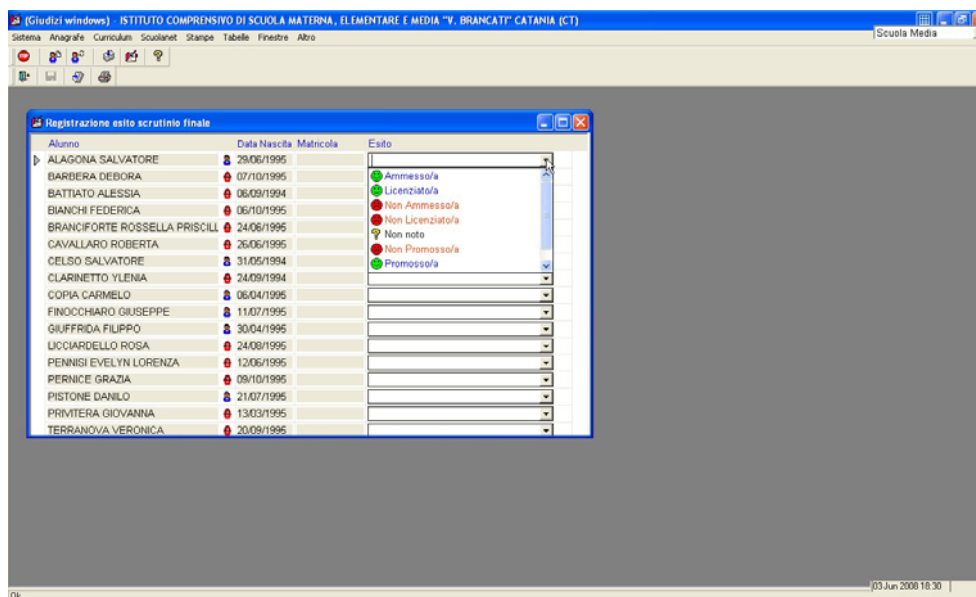 (Giudizi windows) - ISTITUTO COMPRENSIVO DI SCUOLA MATERNA, ELEMENTARE E MEDIA "V. BRANCATI" CATANIA (CT)
Sistema Anagrafe Curriculum Scuolanet Stampe Tabelle Finestre Altro
Scuola Media
Registrazione esito scrutinio finale
Alunno Data Nascita Matricola Esito
ALAGONA SALVATORE 29/06/1995
BARBERA DEBORA 07/10/1995 Ammesso/a
BATTIATO ALESSIA 06/09/1994 Licenziato/a
BIANCHI FEDERICA 06/10/1995 Non Ammesso/a
BRANCIFORTE ROSSELLA PRISCILL 24/06/1995 Non Licenziato/a
Non noto
CAVALLARO ROBERTA 26/06/1995 Non Promosso/a
CELSO SALVATORE 31/05/1994 Promosso/a
CLARINETTO YLENIA 24/09/1994
COPIA CARMELO 06/04/1995
FINOCCHIARO GIUSEPPE 11/07/1995
GIUFFRIDA FILIPPO 30/04/1995
LICCIARDELLO ROSA 24/08/1995
PENNISI EVELYN LORENZA 12/06/1995
PERNICE GRAZIA 09/10/1995
PISTONE DANILO 21/07/1995
PRIVITERA GIOVANNA 13/03/1995
TERRANOVA VERONICA 20/09/1995
03 Jun 2008 18:30
Ok